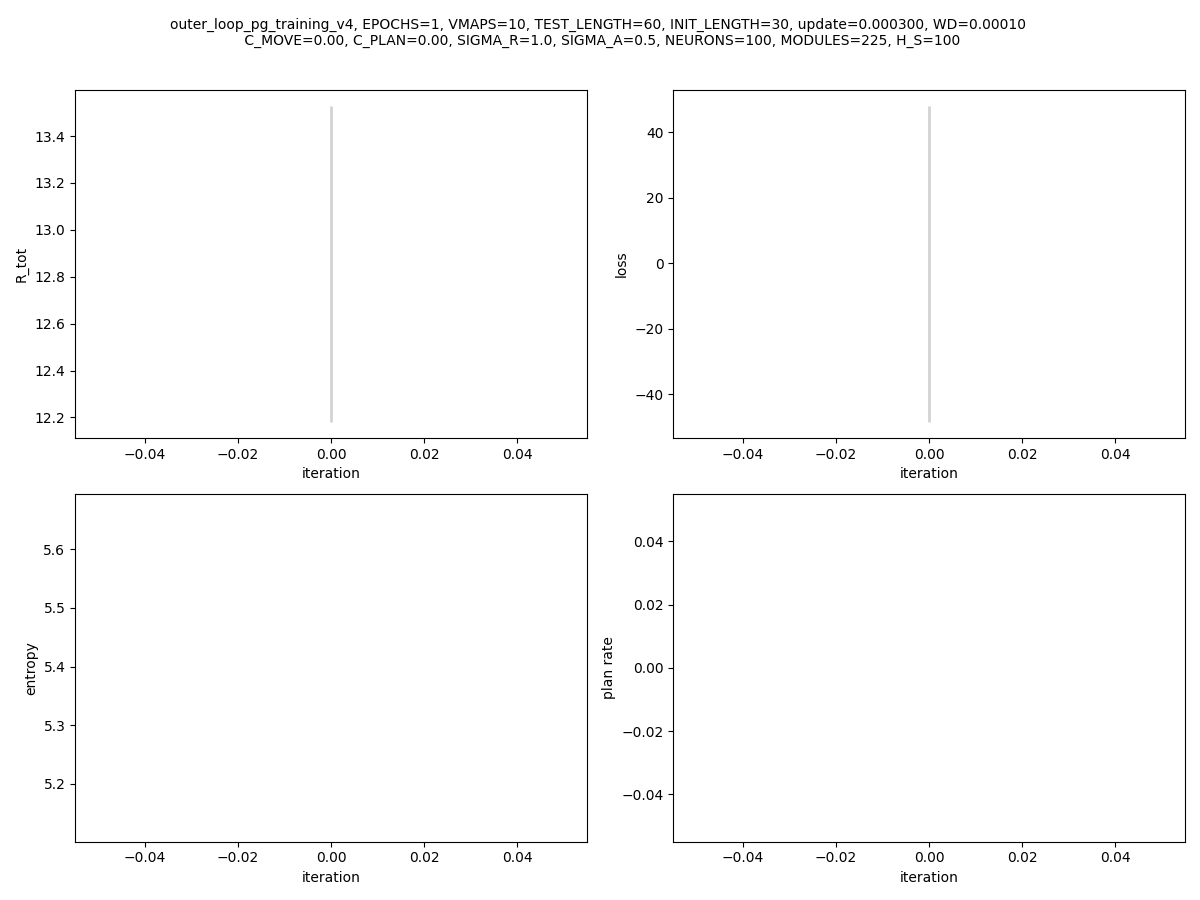 outer_loop_pg_training_v4, EPOCHS=1, VMAPS=10, TEST_LENGTH=60, INIT_LENGTH=30, update=0.000300, WD=0.00010
C_MOVE=0.00, C_PLAN=0.00, SIGMA_R=1.0, SIGMA_A=0.5, NEURONS=100, MODULES=225, H_S=100
R_tot
13.4
13.2
13.0
12.8
12.6
12.4
12.2
−0.04 −0.02 0.00 0.02 0.04
iteration
loss
40
20
0
−20
−40
−0.04 −0.02 0.00 0.02 0.04
iteration
entropy
5.6
5.5
5.4
5.3
5.2
−0.04 −0.02 0.00 0.02 0.04
iteration
plan rate
0.04
0.02
0.00
−0.02
−0.04
−0.04 −0.02 0.00 0.02 0.04
iteration